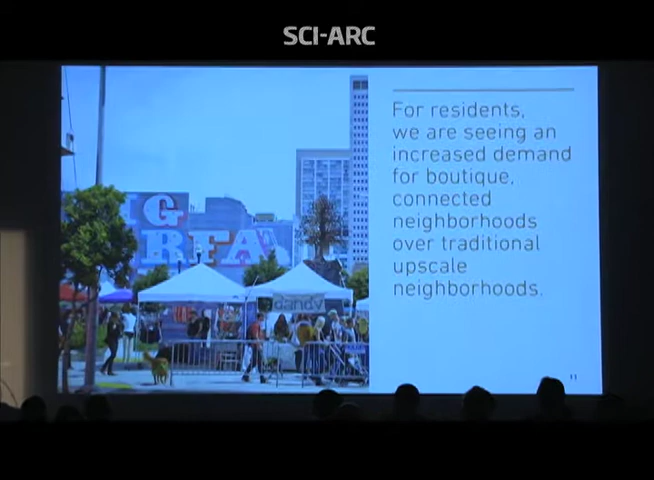 SCI-ARC
For residents,
we are seeing an
increased demand
for boutique,
connected
neighborhoods
over traditional
upscale
neighborhoods.
G
REA
dandy
11